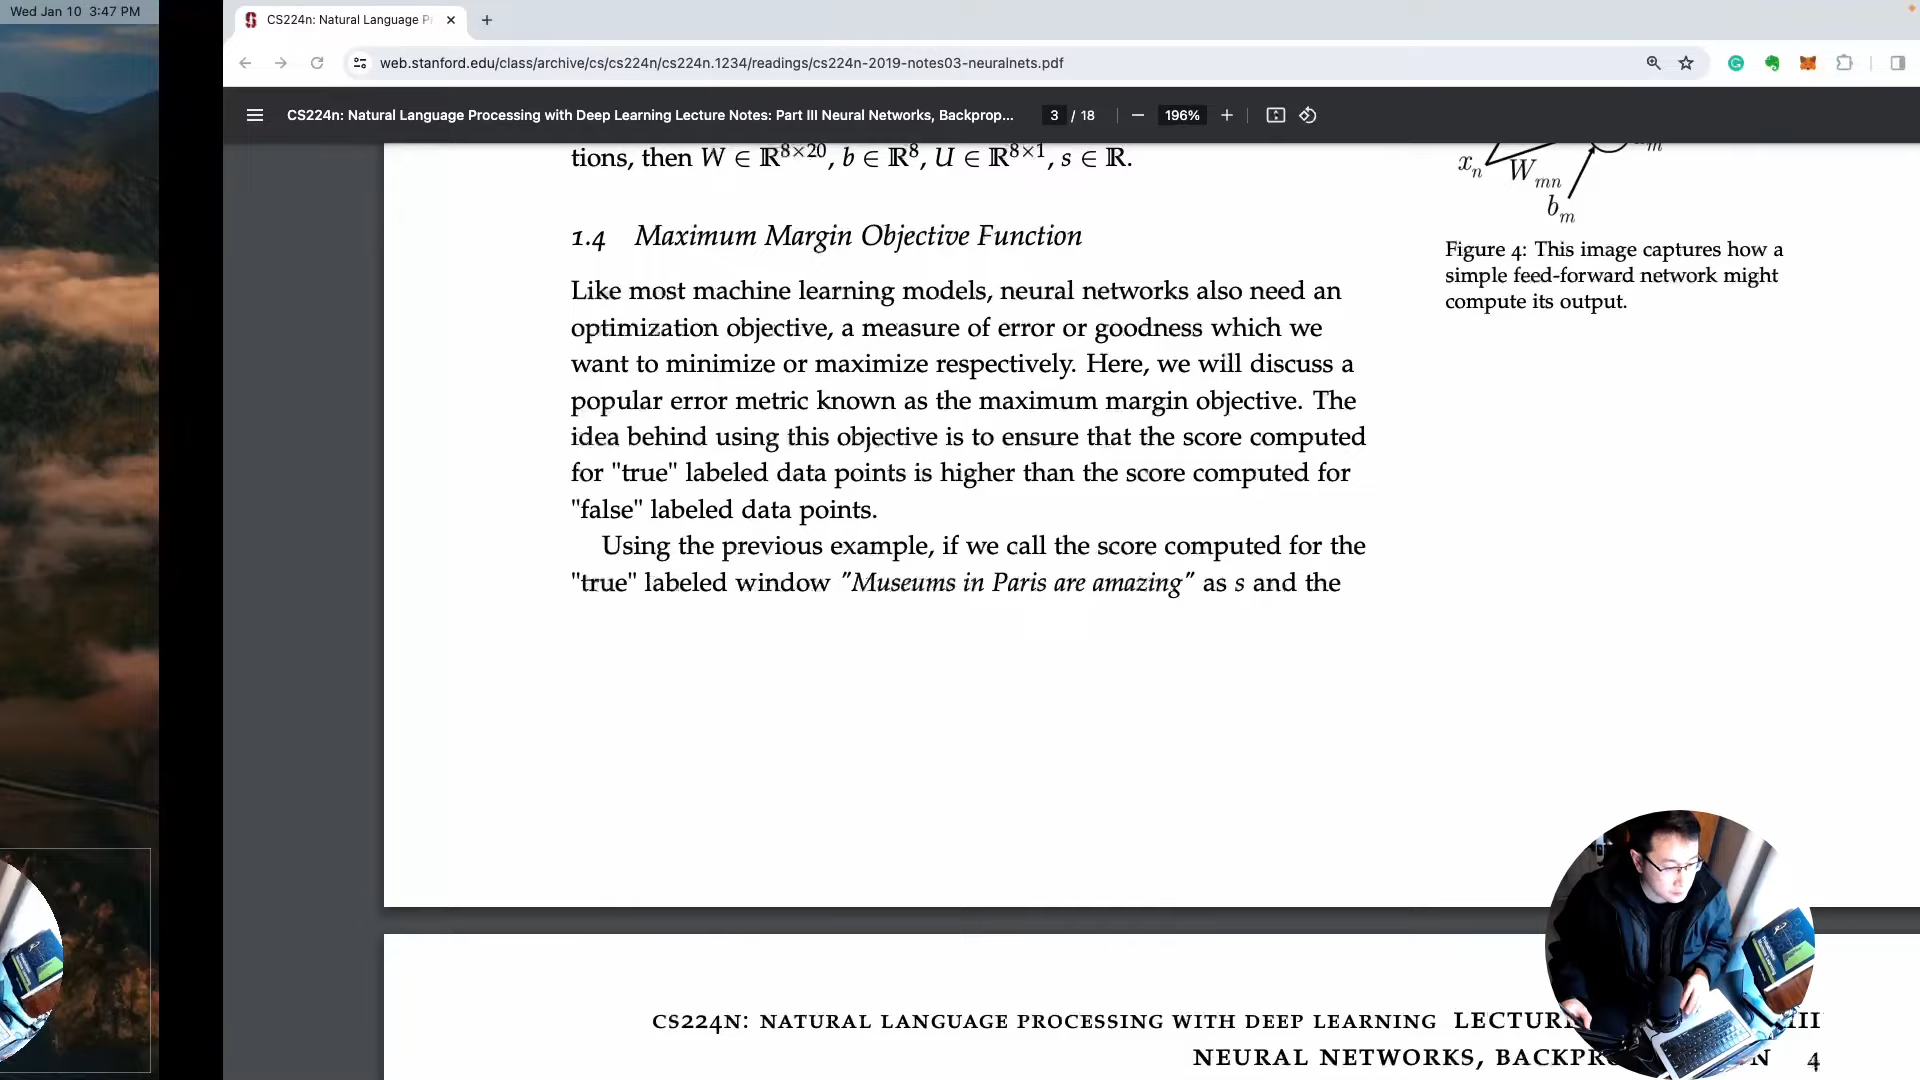 Wed Jan 10 3:47 PM
CS224n: Natural Language P
web.stanford.edu/class/archive/cs/cs224n/cs224n.1234/readings/cs224n-2019-notes03-neuralnets.pdf
CS224n: Natural Language Processing with Deep Learning Lecture Notes: Part III Neural Networks, Backprop...
3 / 18
196%
tions, then W ∈ ℝ⁸ˣ²⁰, b ∈ ℝ⁸, U ∈ ℝ⁸ˣ¹, s ∈ ℝ.
xₙ Wₘₙ
bₘ
Figure 4: This image captures how a
simple feed-forward network might
compute its output.
1.4 Maximum Margin Objective Function
Like most machine learning models, neural networks also need an
optimization objective, a measure of error or goodness which we
want to minimize or maximize respectively. Here, we will discuss a
popular error metric known as the maximum margin objective. The
idea behind using this objective is to ensure that the score computed
for "true" labeled data points is higher than the score computed for
"false" labeled data points.
Using the previous example, if we call the score computed for the
"true" labeled window "Museums in Paris are amazing" as s and the
CS224N: NATURAL LANGUAGE PROCESSING WITH DEEP LEARNING LECTUR III
NEURAL NETWORKS, BACKPR N 4